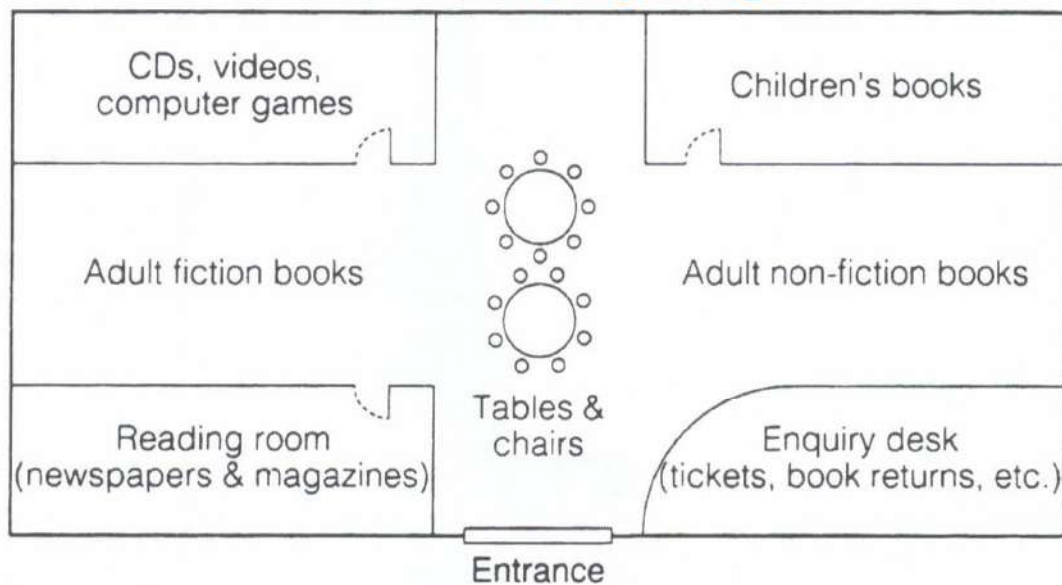 CDs, videos,
computer games
Children's books
Adult fiction books
Adult non-fiction books
Reading room
(newspapers & magazines)
Tables &
chairs
Enquiry desk
(tickets, book returns, etc.)
Entrance